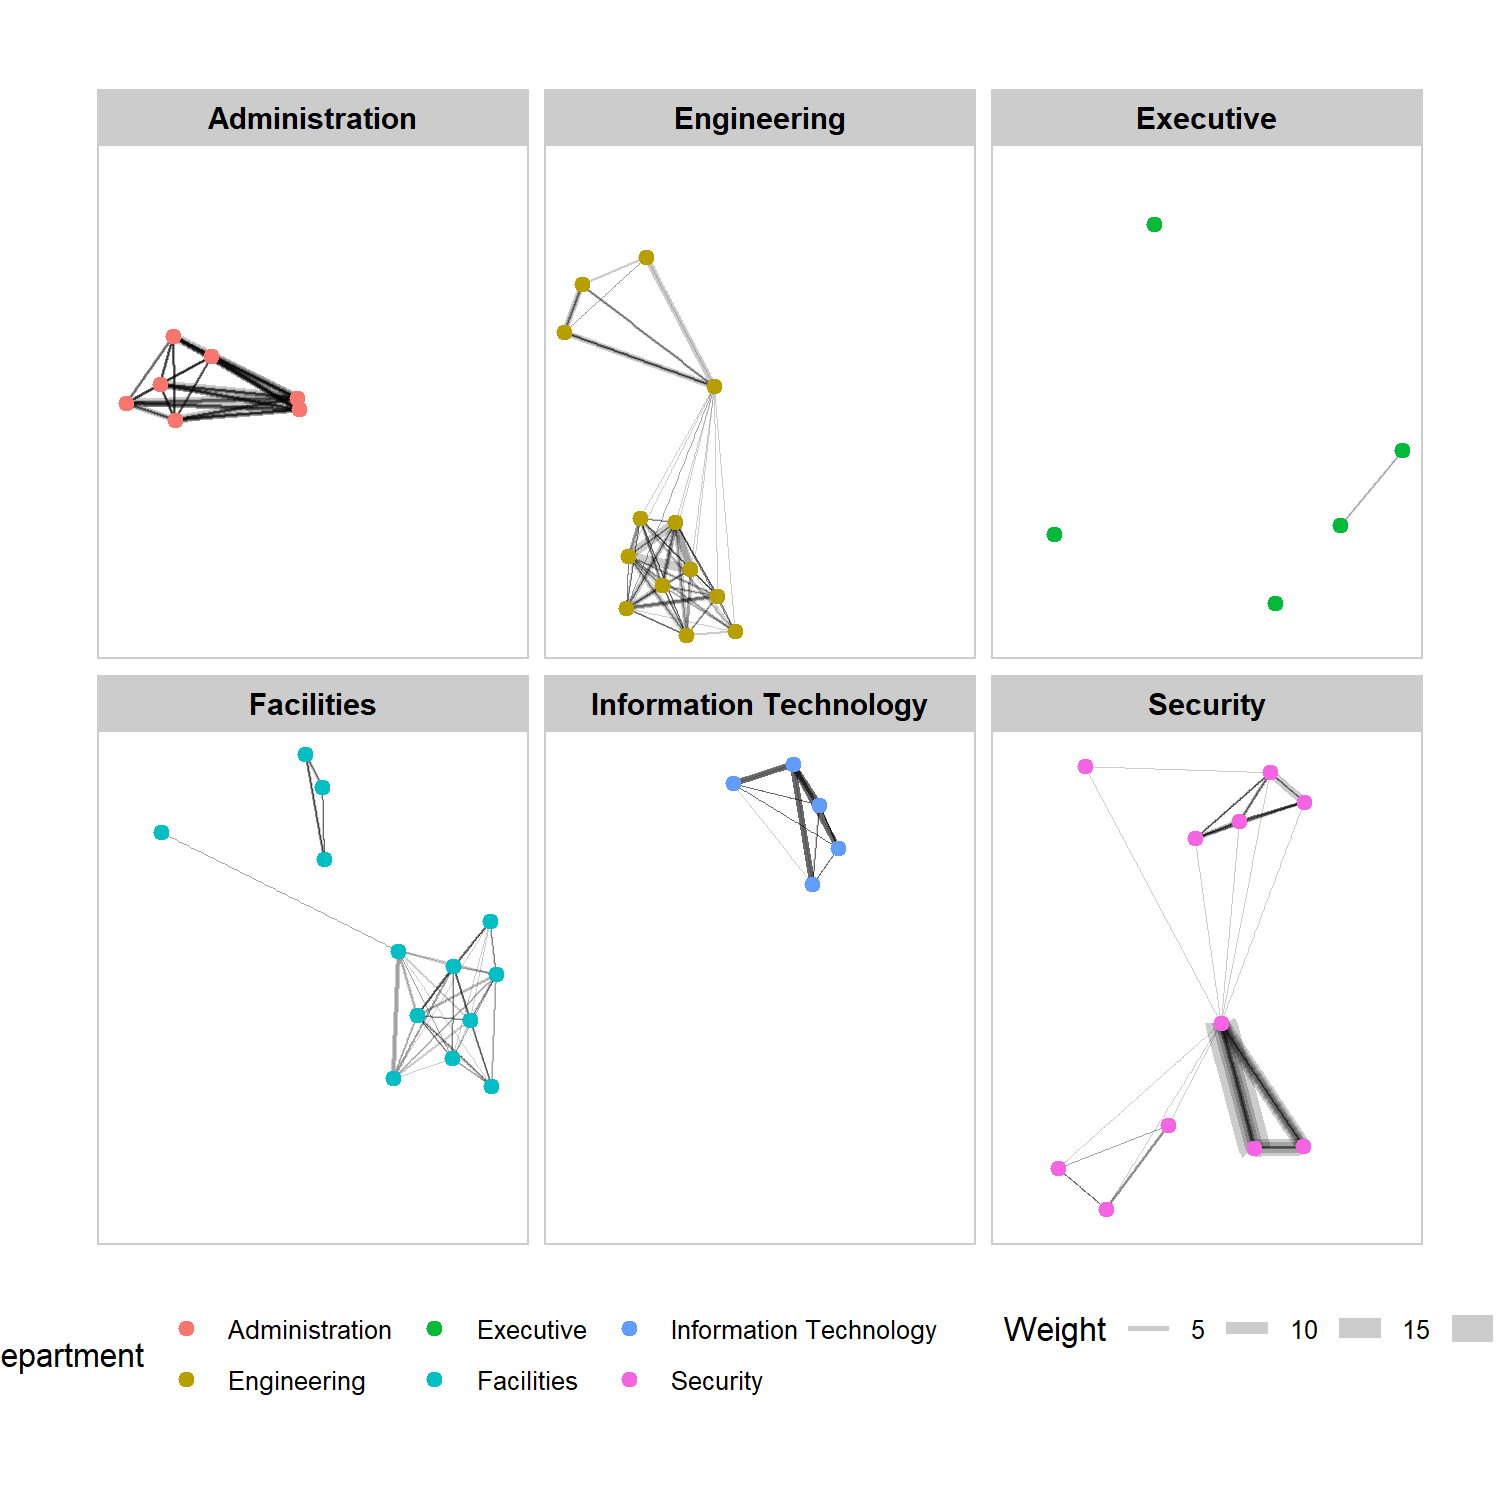 Administration
Engineering
Executive
Facilities
Information Technology
Security
epartment
Administration
Executive
Information Technology
Engineering
Facilities
Security
Weight
5
10
15